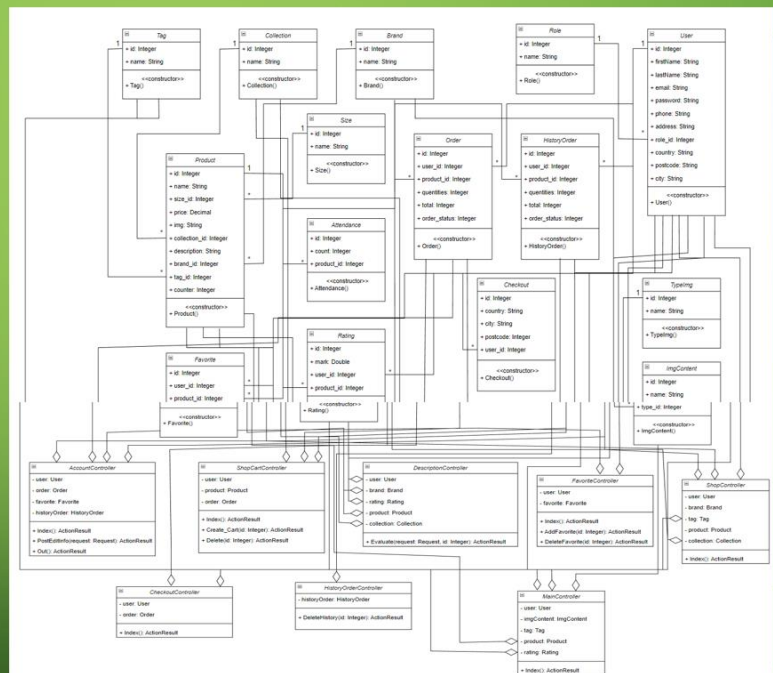 Tag
+ id: Integer
+ name: String
<<constructor>>
+ Tag()
Collection
+ id: Integer
+ name: String
<<constructor>>
+ Collection()
Brand
+ id: Integer
+ name: String
<<constructor>>
+ Brand()
Role
+ id: Integer
+ name: String
<<constructor>>
+ Role()
User
+ id: Integer
+ firstName: String
+ lastName: String
+ email: String
+ password: String
+ phone: String
+ address: String
+ role_id: Integer
+ country: String
+ postcode: String
+ city: String
<<constructor>>
+ User()
Size
+ id: Integer
+ name: String
<<constructor>>
+ Size()
Order
+ id: Integer
+ user_id: Integer
+ product_id: Integer
+ quentities: Integer
+ total: Integer
+ order_status: Integer
<<constructor>>
+ Order()
HistoryOrder
+ id: Integer
+ user_id: Integer
+ product_id: Integer
+ quentities: Integer
+ total: Integer
+ order_status: Integer
<<constructor>>
+ HistoryOrder()
Product
+ id: Integer
+ name: String
+ size_id: Integer
+ price: Decimal
+ img: String
+ collection_id: Integer
+ description: String
+ brand_id: Integer
+ tag_id: Integer
+ counter: Integer
<<constructor>>
+ Product()
Attendance
+ id: Integer
+ count: Integer
+ product_id: Integer
<<constructor>>
+ Attendance()
Checkout
+ id: Integer
+ country: String
+ city: String
+ postcode: Integer
+ user_id: Integer
<<constructor>>
+ Checkout()
TypeImg
+ id: Integer
+ name: String
<<constructor>>
+ TypeImg()
Favorite
+ id: Integer
+ user_id: Integer
+ product_id: Integer
<<constructor>>
+ Favorite()
Rating
+ id: Integer
+ mark: Double
+ user_id: Integer
+ product_id: Integer
<<constructor>>
+ Rating()
ImgContent
+ id: Integer
+ name: String
+ type_id: Integer
<<constructor>>
+ ImgContent()
AccountController
- user: User
- order: Order
- favorite: Favorite
- historyOrder: HistoryOrder
+ Index(): ActionResult
+ PostEditInfo(request: Request): ActionResult
+ Out(): ActionResult
ShopCartController
- user: User
- product: Product
- order: Order
+ Index(): ActionResult
+ Create_Cart(id: Integer): ActionResult
+ Delete(id: Integer): ActionResult
DescriptionController
- user: User
- brand: Brand
- rating: Rating
- product: Product
- collection: Collection
+ Evaluate(request: Request, id: Integer): ActionResult
FavoriteController
- user: User
- favorite: Favorite
+ Index(): ActionResult
+ AddFavorite(id: Integer): ActionResult
+ DeleteFavorite(id: Integer): ActionResult
ShopController
- user: User
- brand: Brand
- tag: Tag
- product: Product
- collection: Collection
+ Index(): ActionResult
CheckoutController
- user: User
- order: Order
+ Index(): ActionResult
HistoryOrderController
- historyOrder: HistoryOrder
+ DeleteHistory(id: Integer): ActionResult
MainController
- user: User
- imgContent: ImgContent
- tag: Tag
- product: Product
- rating: Rating
+ Index(): ActionResult